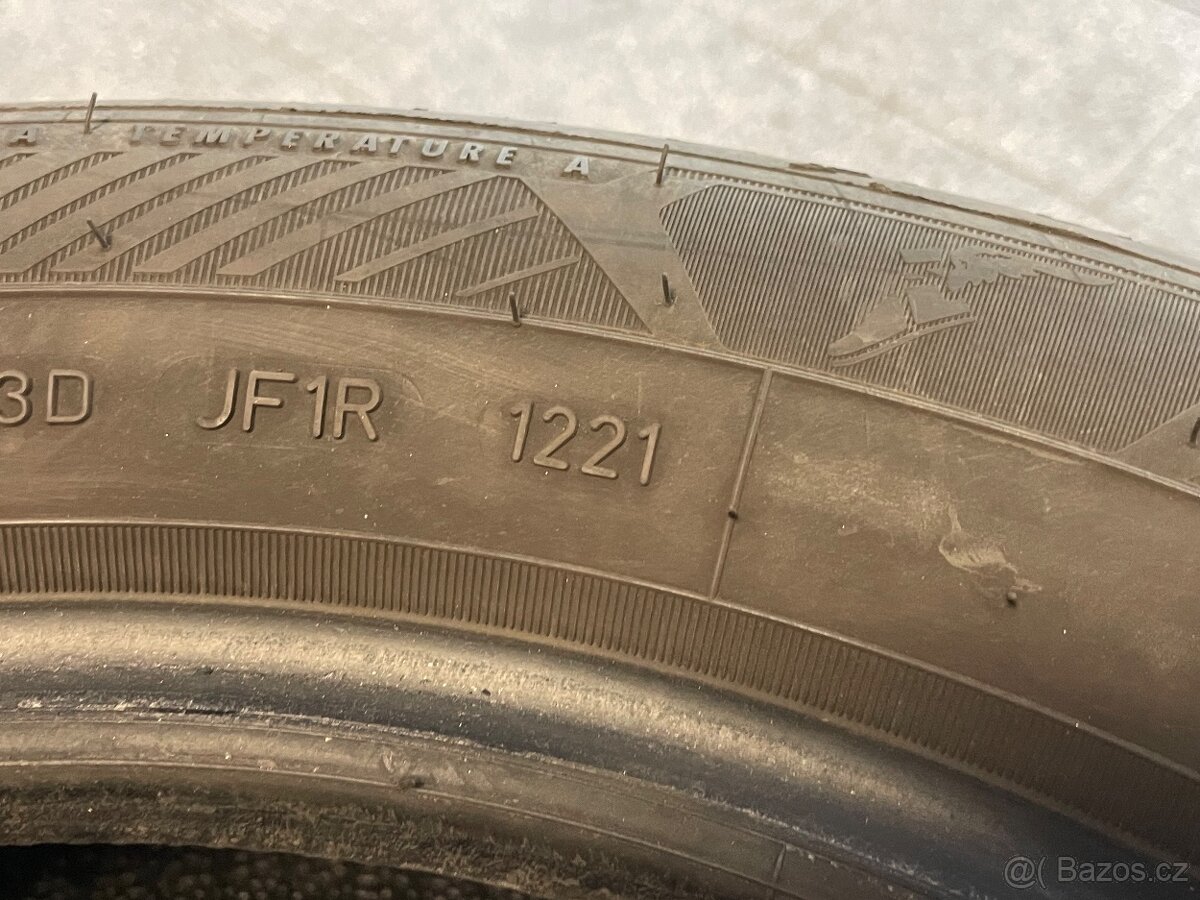 A TEMPERATURE A
3D JF1R 1221
@( Bazos.cz